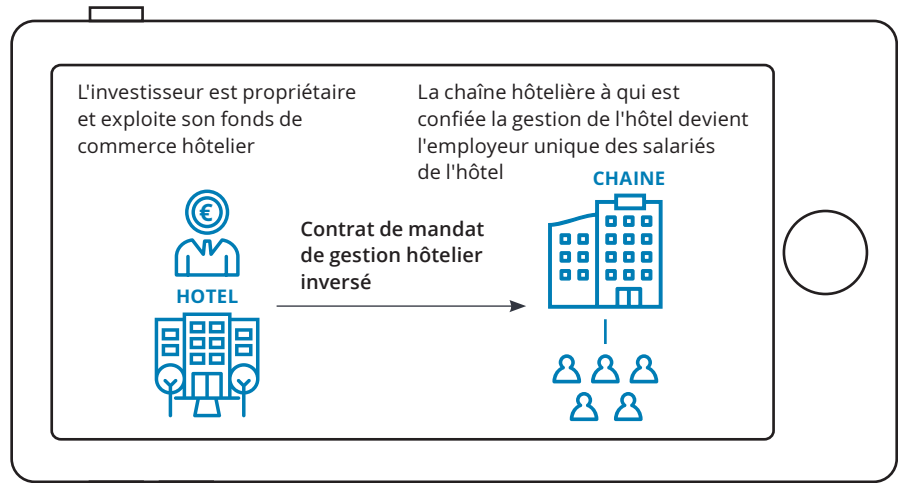 L'investisseur est propriétaire
et exploite son fonds de
commerce hôtelier
La chaîne hôtelière à qui est
confiée la gestion de l'hôtel devient
l'employeur unique des salariés
de l'hôtel
CHAINE
€
Contrat de mandat
de gestion hôtelier
inversé
HOTEL